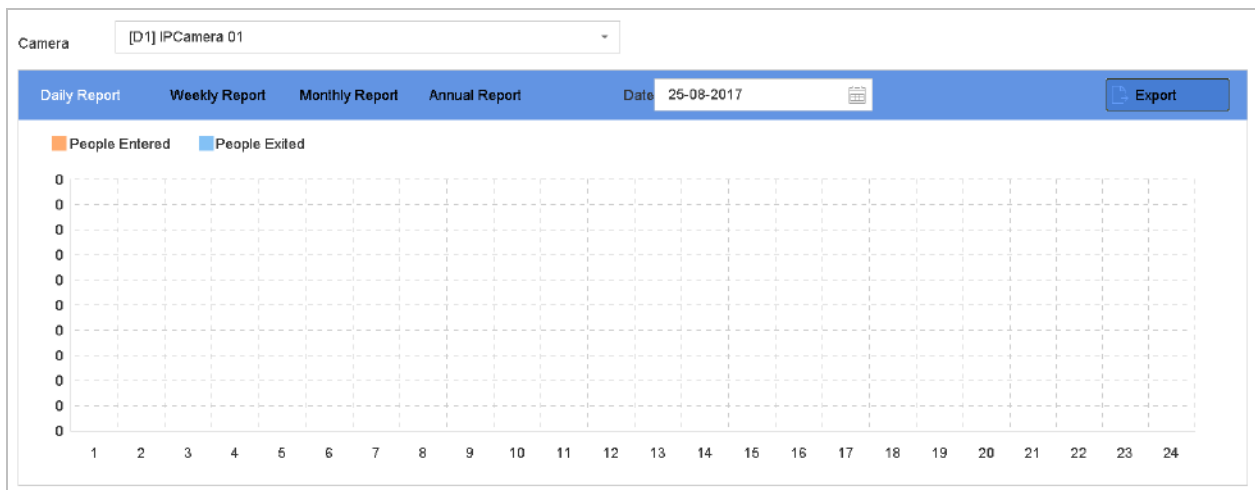 Camera [D1] IPCamera 01
Daily Report Weekly Report Monthly Report Annual Report Date 25-08-2017 Export
People Entered People Exited
0
0
0
0
0
0
0
0
0
0
0
1 2 3 4 5 6 7 8 9 10 11 12 13 14 15 16 17 18 19 20 21 22 23 24